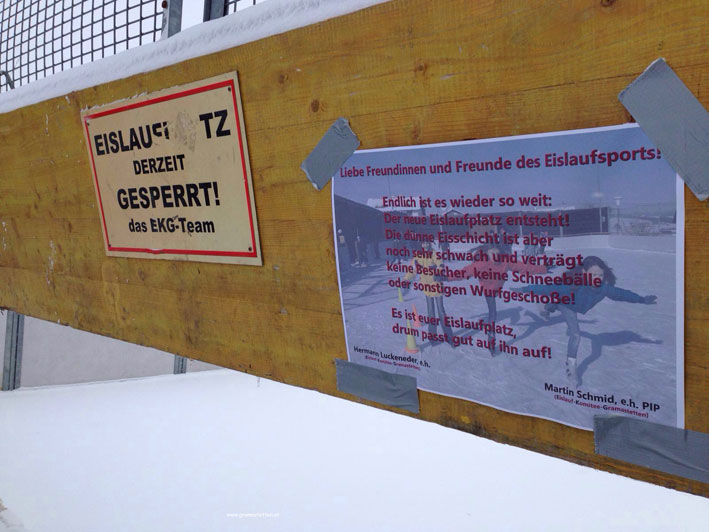 EISLAUF TZ
DERZEIT
GESPERRT!
das EKG-Team
Liebe Freundinnen und Freunde des Eislaufsports!
Endlich ist es wieder so weit:
Der neue Eislaufplatz entsteht!
Die dünne Eisschicht ist aber
noch sehr schwach und verträgt
keine Besucher, keine Schneebälle
oder sonstigen Wurfgeschoße!
Es ist euer Eislaufplatz,
drum passt gut auf ihn auf!
Hermann Luckeneder, e.h.
(Eislauf-Komitee-Gramastetten)
Martin Schmid, e.h. PIP
(Eislauf-Komitee-Gramastetten)
www.gramastetten.at